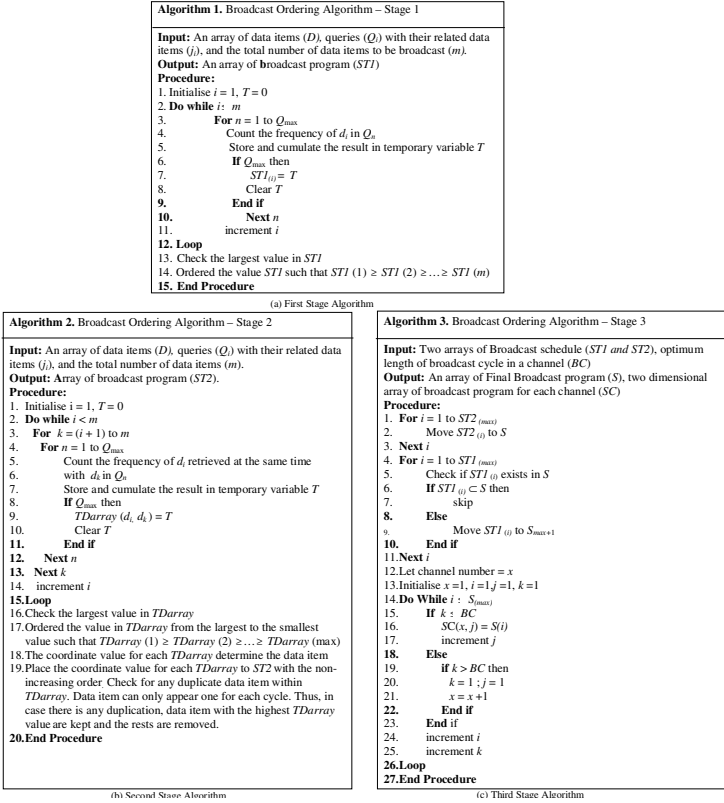 Algorithm 1. Broadcast Ordering Algorithm – Stage 1
Input: An array of data items (D), queries (Qi) with their related data
items (ji), and the total number of data items to be broadcast (m).
Output: An array of broadcast program (ST1)
Procedure:
1. Initialise i = 1, T = 0
2. Do while i : m
3. For n = 1 to Qmax
4. Count the frequency of di in Qn
5. Store and cumulate the result in temporary variable T
6. If Qmax then
7. ST1(i) = T
8. Clear T
9. End if
10. Next n
11. increment i
12. Loop
13. Check the largest value in ST1
14. Ordered the value ST1 such that ST1 (1) ≥ ST1 (2) ≥…≥ ST1 (m)
15. End Procedure
(a) First Stage Algorithm
Algorithm 2. Broadcast Ordering Algorithm – Stage 2
Input: An array of data items (D), queries (Qi) with their related data
items (ji), and the total number of data items (m).
Output: Array of broadcast program (ST2).
Procedure:
1. Initialise i = 1, T = 0
2. Do while i < m
3. For k = (i + 1) to m
4. For n = 1 to Qmax
5. Count the frequency of di retrieved at the same time
6. with dk in Qn
7. Store and cumulate the result in temporary variable T
8. If Qmax then
9. TDarray (di, dk) = T
10. Clear T
11. End if
12. Next n
13. Next k
14. increment i
15.Loop
16.Check the largest value in TDarray
17.Ordered the value in TDarray from the largest to the smallest
value such that TDarray (1) ≥ TDarray (2) ≥…≥ TDarray (max)
18.The coordinate value for each TDarray determine the data item
19.Place the coordinate value for each TDarray to ST2 with the non-
increasing order. Check for any duplicate data item within
TDarray. Data item can only appear one for each cycle. Thus, in
case there is any duplication, data item with the highest TDarray
value are kept and the rests are removed.
20.End Procedure
(b) Second Stage Algorithm
Algorithm 3. Broadcast Ordering Algorithm – Stage 3
Input: Two arrays of Broadcast schedule (ST1 and ST2), optimum
length of broadcast cycle in a channel (BC)
Output: An array of Final Broadcast program (S), two dimensional
array of broadcast program for each channel (SC)
Procedure:
1. For i = 1 to ST2 (max)
2. Move ST2 (i) to S
3. Next i
4. For i = 1 to ST1 (max)
5. Check if ST1 (i) exists in S
6. If ST1 (i) ⊂ S then
7. skip
8. Else
9. Move ST1 (i) to Smax+1
10. End if
11.Next i
12.Let channel number = x
13.Initialise x =1, i =1,j =1, k =1
14.Do While i : S(max)
15. If k : BC
16. SC(x, j) = S(i)
17. increment j
18. Else
19. if k > BC then
20. k = 1 ; j = 1
21. x = x +1
22. End if
23. End if
24. increment i
25. increment k
26.Loop
27.End Procedure
(c) Third Stage Algorithm